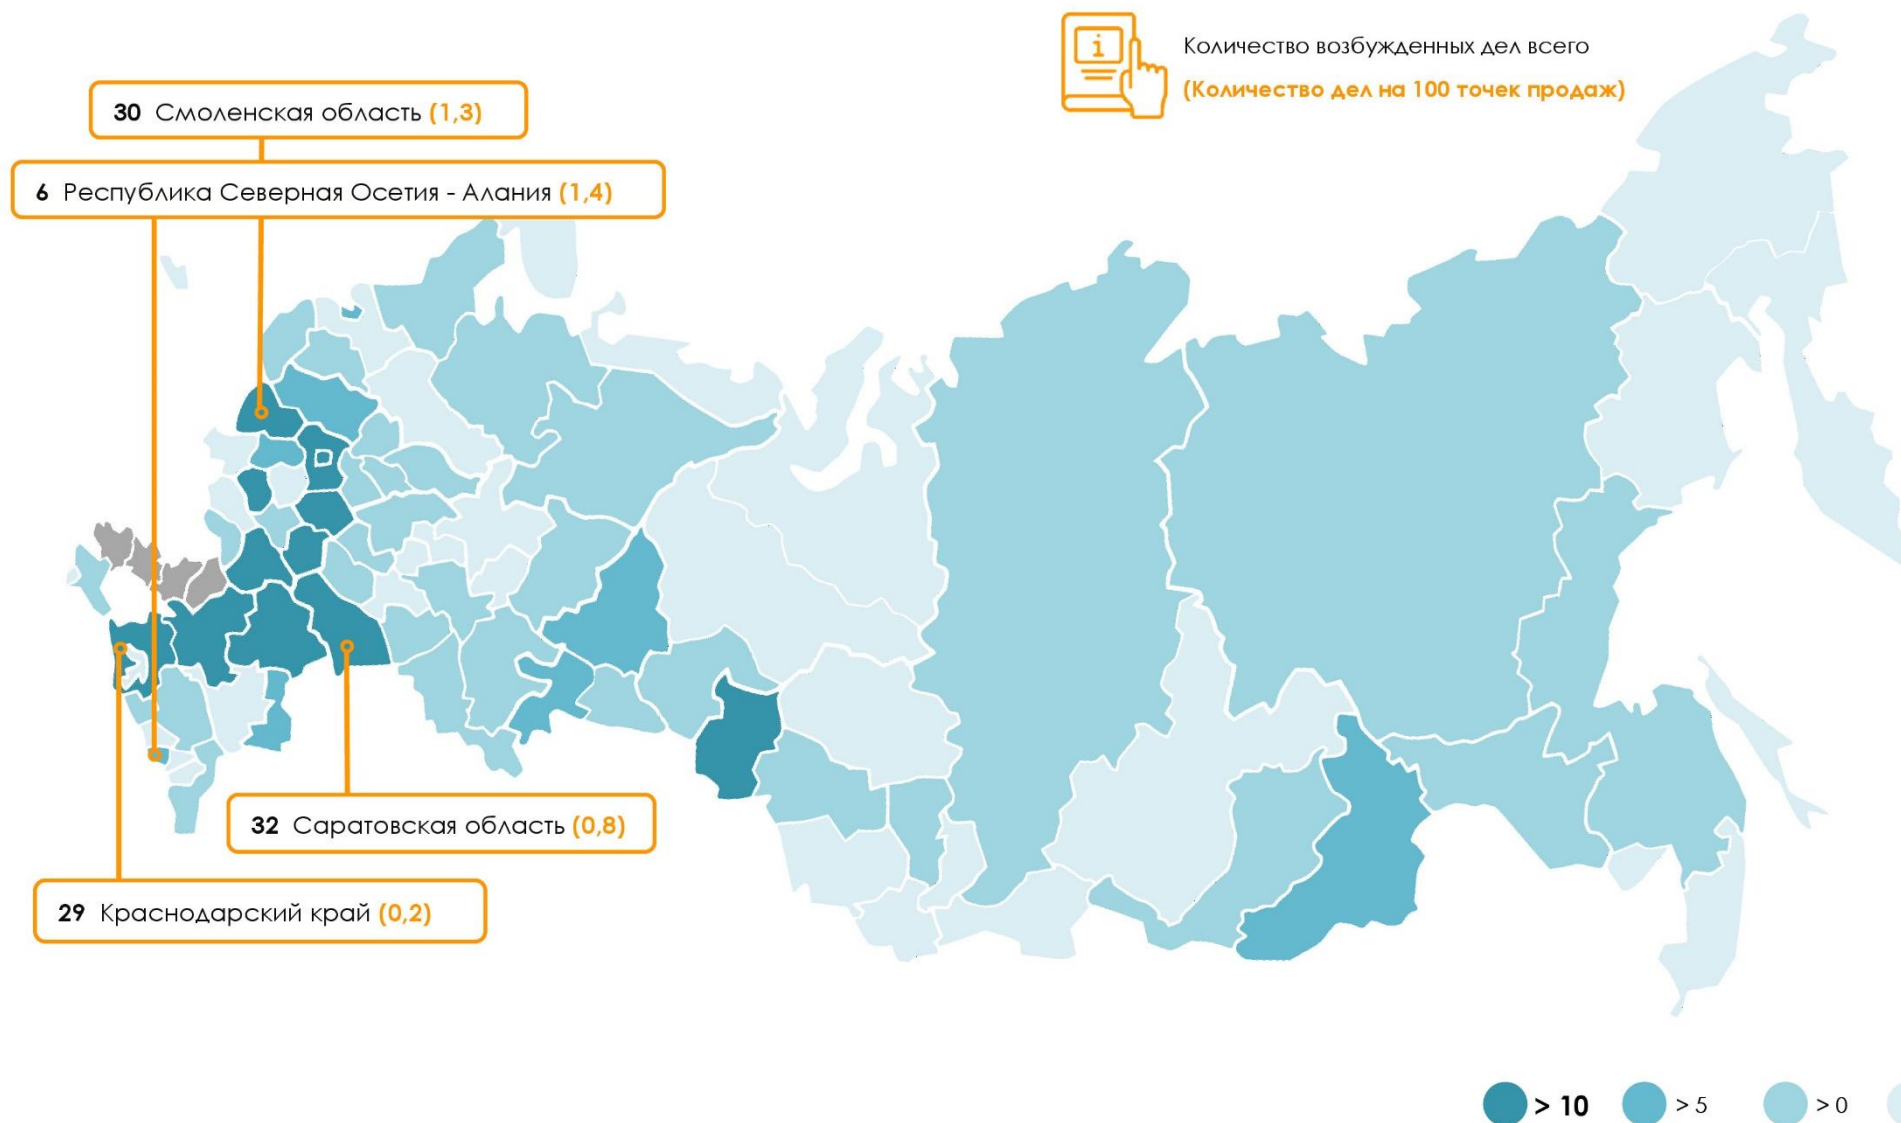 i
Количество возбужденных дел всего
(Количество дел на 100 точек продаж)
30 Смоленская область (1,3)
6 Республика Северная Осетия - Алания (1,4)
32 Саратовская область (0,8)
29 Краснодарский край (0,2)
> 10 > 5 > 0